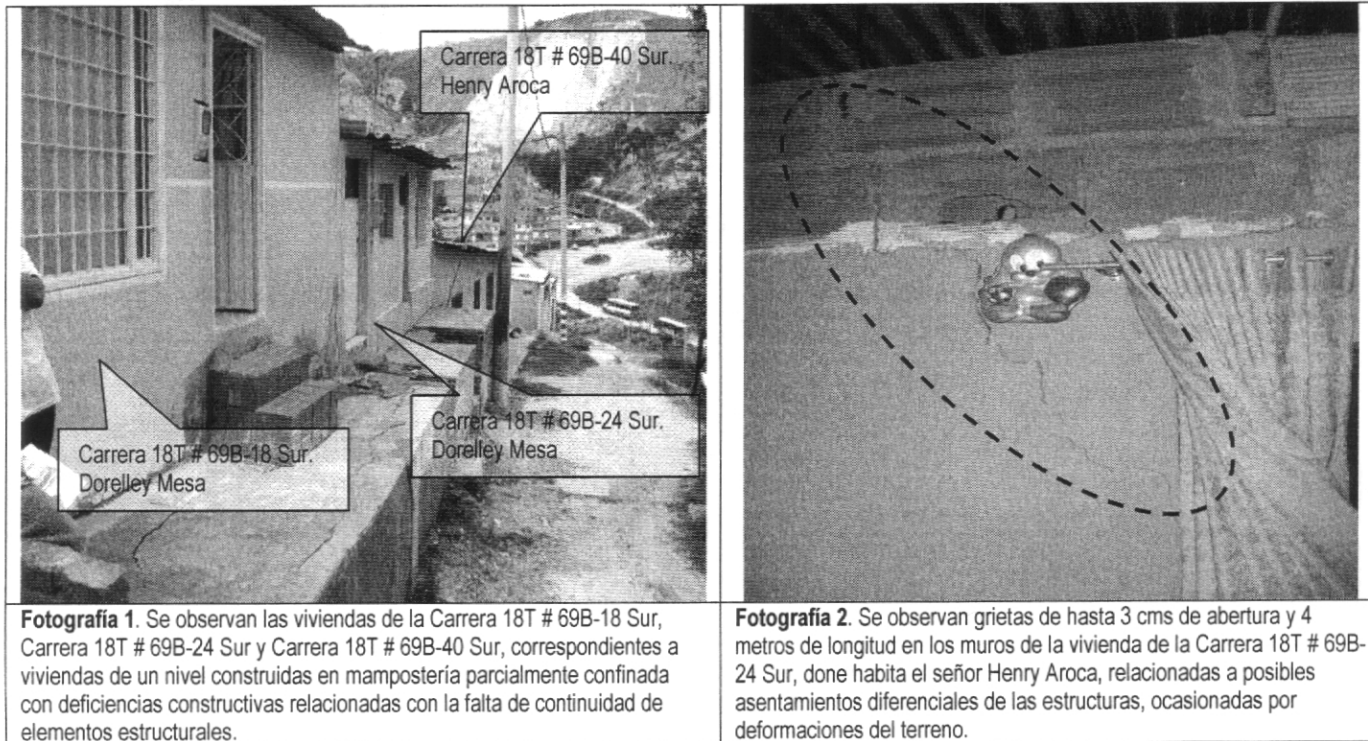 Carrera 18T # 69B-40 Sur.
Henry Aroca
Carrera 18T # 69B-24 Sur.
Dorelley Mesa
Carrera 18T # 69B-18 Sur.
Dorelley Mesa
Fotografía 1. Se observan las viviendas de la Carrera 18T # 69B-18 Sur,
Carrera 18T # 69B-24 Sur y Carrera 18T # 69B-40 Sur, correspondientes a
viviendas de un nivel construidas en mampostería parcialmente confinada
con deficiencias constructivas relacionadas con la falta de continuidad de
elementos estructurales.
Fotografía 2. Se observan grietas de hasta 3 cms de abertura y 4
metros de longitud en los muros de la vivienda de la Carrera 18T # 69B-
24 Sur, done habita el señor Henry Aroca, relacionadas a posibles
asentamientos diferenciales de las estructuras, ocasionadas por
deformaciones del terreno.